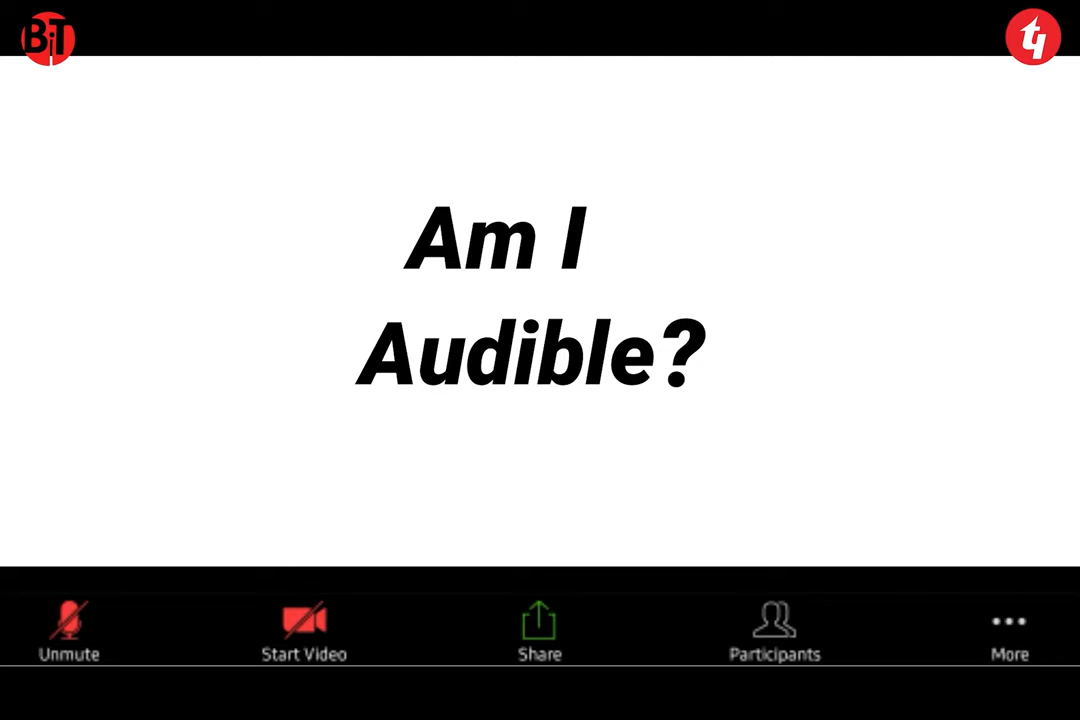 BiT
Am I
Audible?
Unmute
Start Video
Share
Participants
More